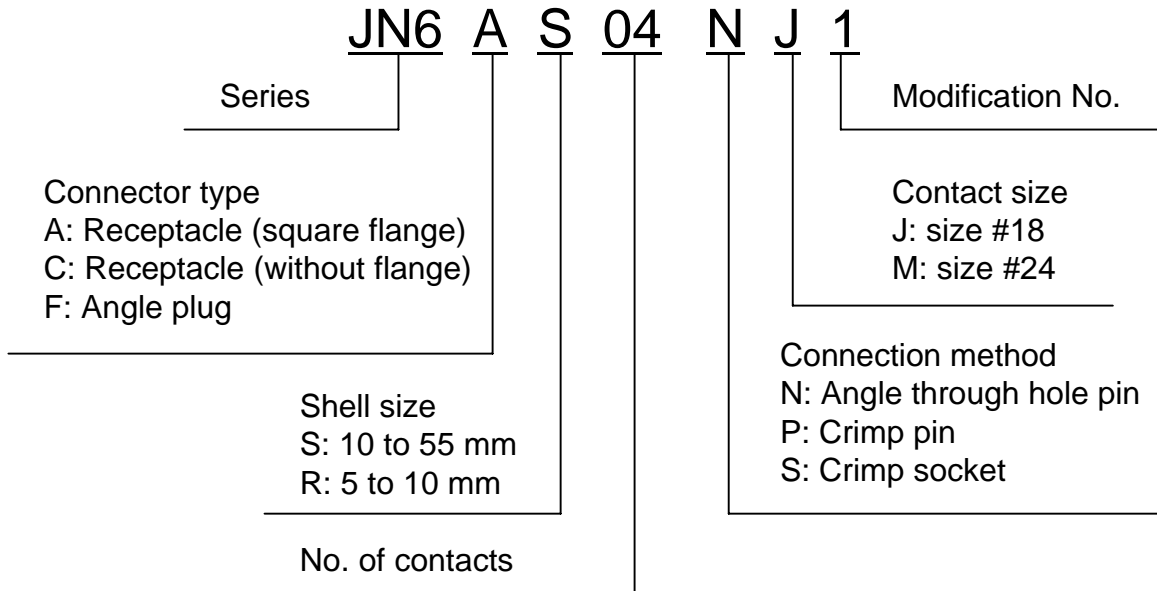 JN6 A S 04 N J 1
Series
Modification No.
Connector type
A: Receptacle (square flange)
C: Receptacle (without flange)
F: Angle plug
Contact size
J: size #18
M: size #24
Shell size
S: 10 to 55 mm
R: 5 to 10 mm
Connection method
N: Angle through hole pin
P: Crimp pin
S: Crimp socket
No. of contacts